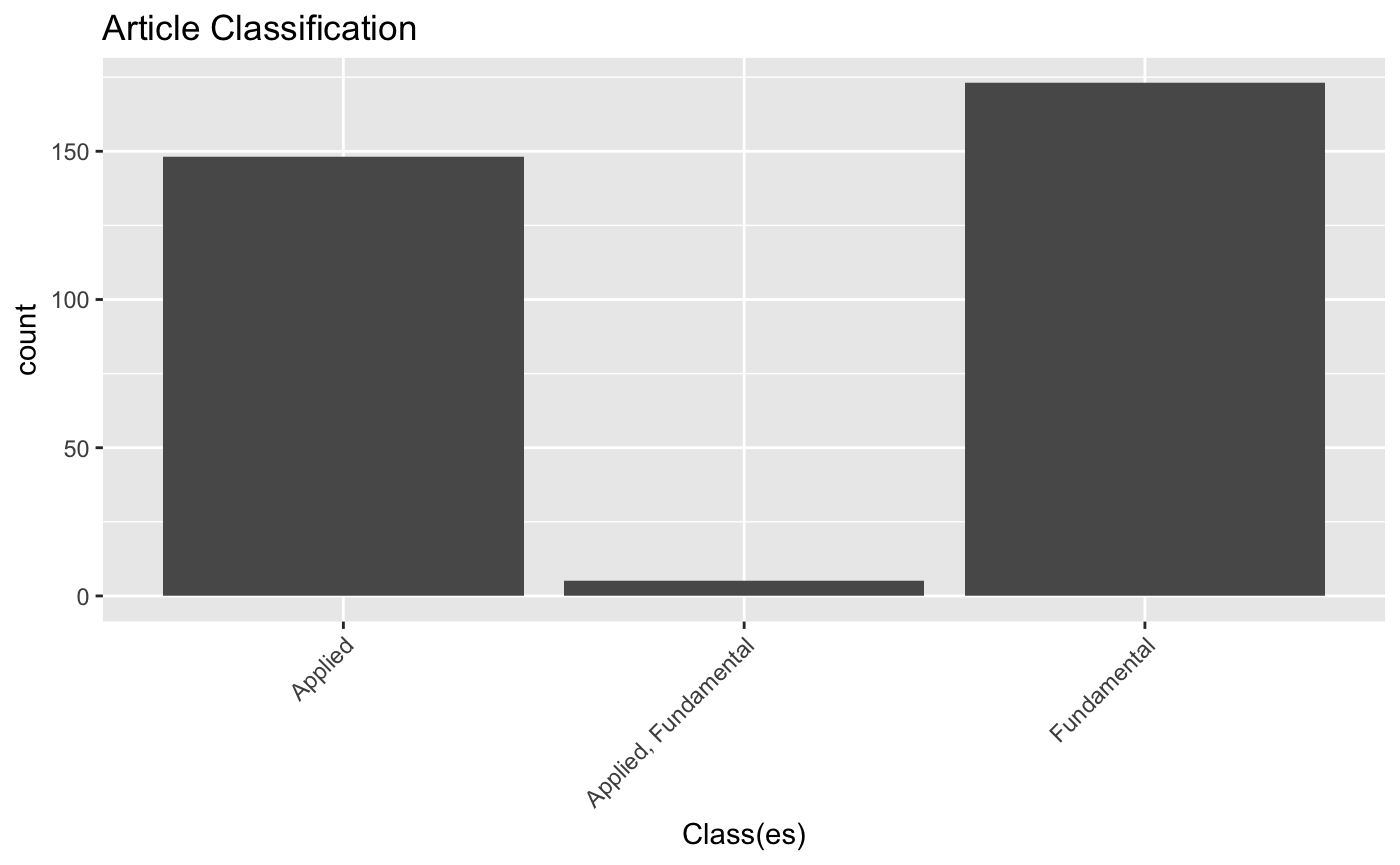 Article Classification
count
150
100
50
0
Applied
Applied, Fundamental
Fundamental
Class(es)